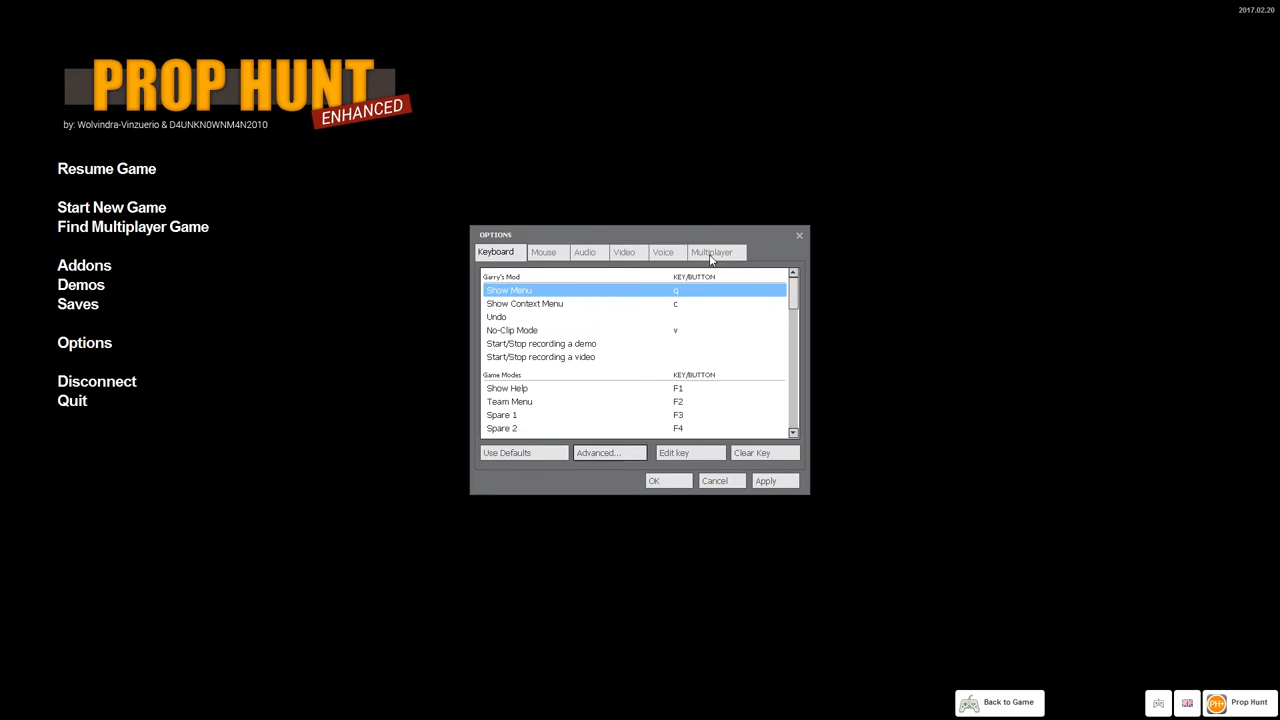 2017.02.20
PROP HUNT
ENHANCED
by: Wolvindra-Vinzuerio & D4UNKN0WNM4N2010
Resume Game
Start New Game
Find Multiplayer Game
Addons
Demos
Saves
Options
Disconnect
Quit
OPTIONS
Keyboard Mouse Audio Video Voice Multiplayer
Garry's Mod KEY/BUTTON
Show Menu q
Show Context Menu c
Undo
No-Clip Mode v
Start/Stop recording a demo
Start/Stop recording a video
Game Modes KEY/BUTTON
Show Help F1
Team Menu F2
Spare 1 F3
Spare 2 F4
Use Defaults Advanced... Edit key Clear Key
OK Cancel Apply
Back to Game PH+ Prop Hunt